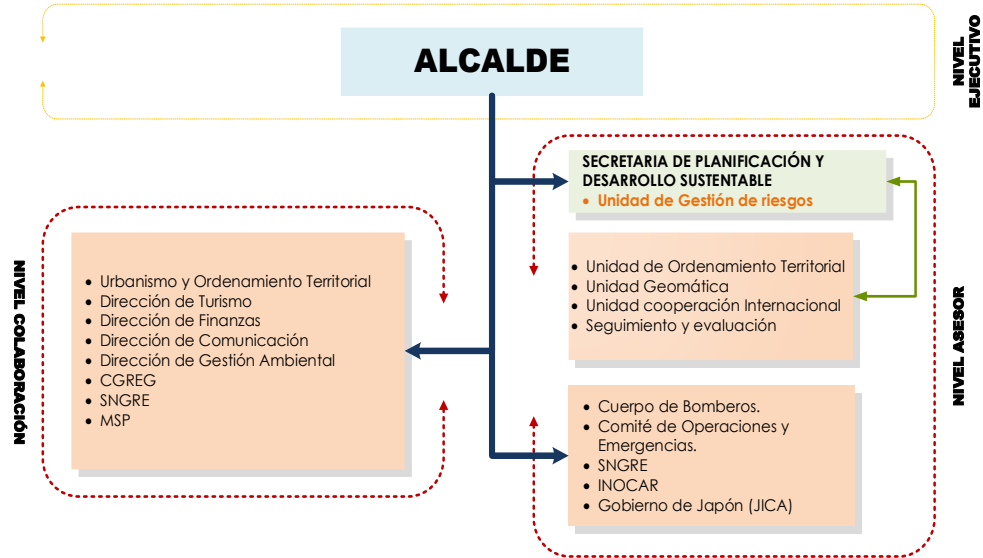 ALCALDE
NIVEL
EJECUTIVO
SECRETARIA DE PLANIFICACIÓN Y
DESARROLLO SUSTENTABLE
• Unidad de Gestión de riesgos
• Unidad de Ordenamiento Territorial
• Unidad Geomática
• Unidad cooperación Internacional
• Seguimiento y evaluación
• Cuerpo de Bomberos.
• Comité de Operaciones y
Emergencias.
• SNGRE
• INOCAR
• Gobierno de Japón (JICA)
NIVEL ASESOR
NIVEL COLABORACIÓN
• Urbanismo y Ordenamiento Territorial
• Dirección de Turismo
• Dirección de Finanzas
• Dirección de Comunicación
• Dirección de Gestión Ambiental
• CGREG
• SNGRE
• MSP